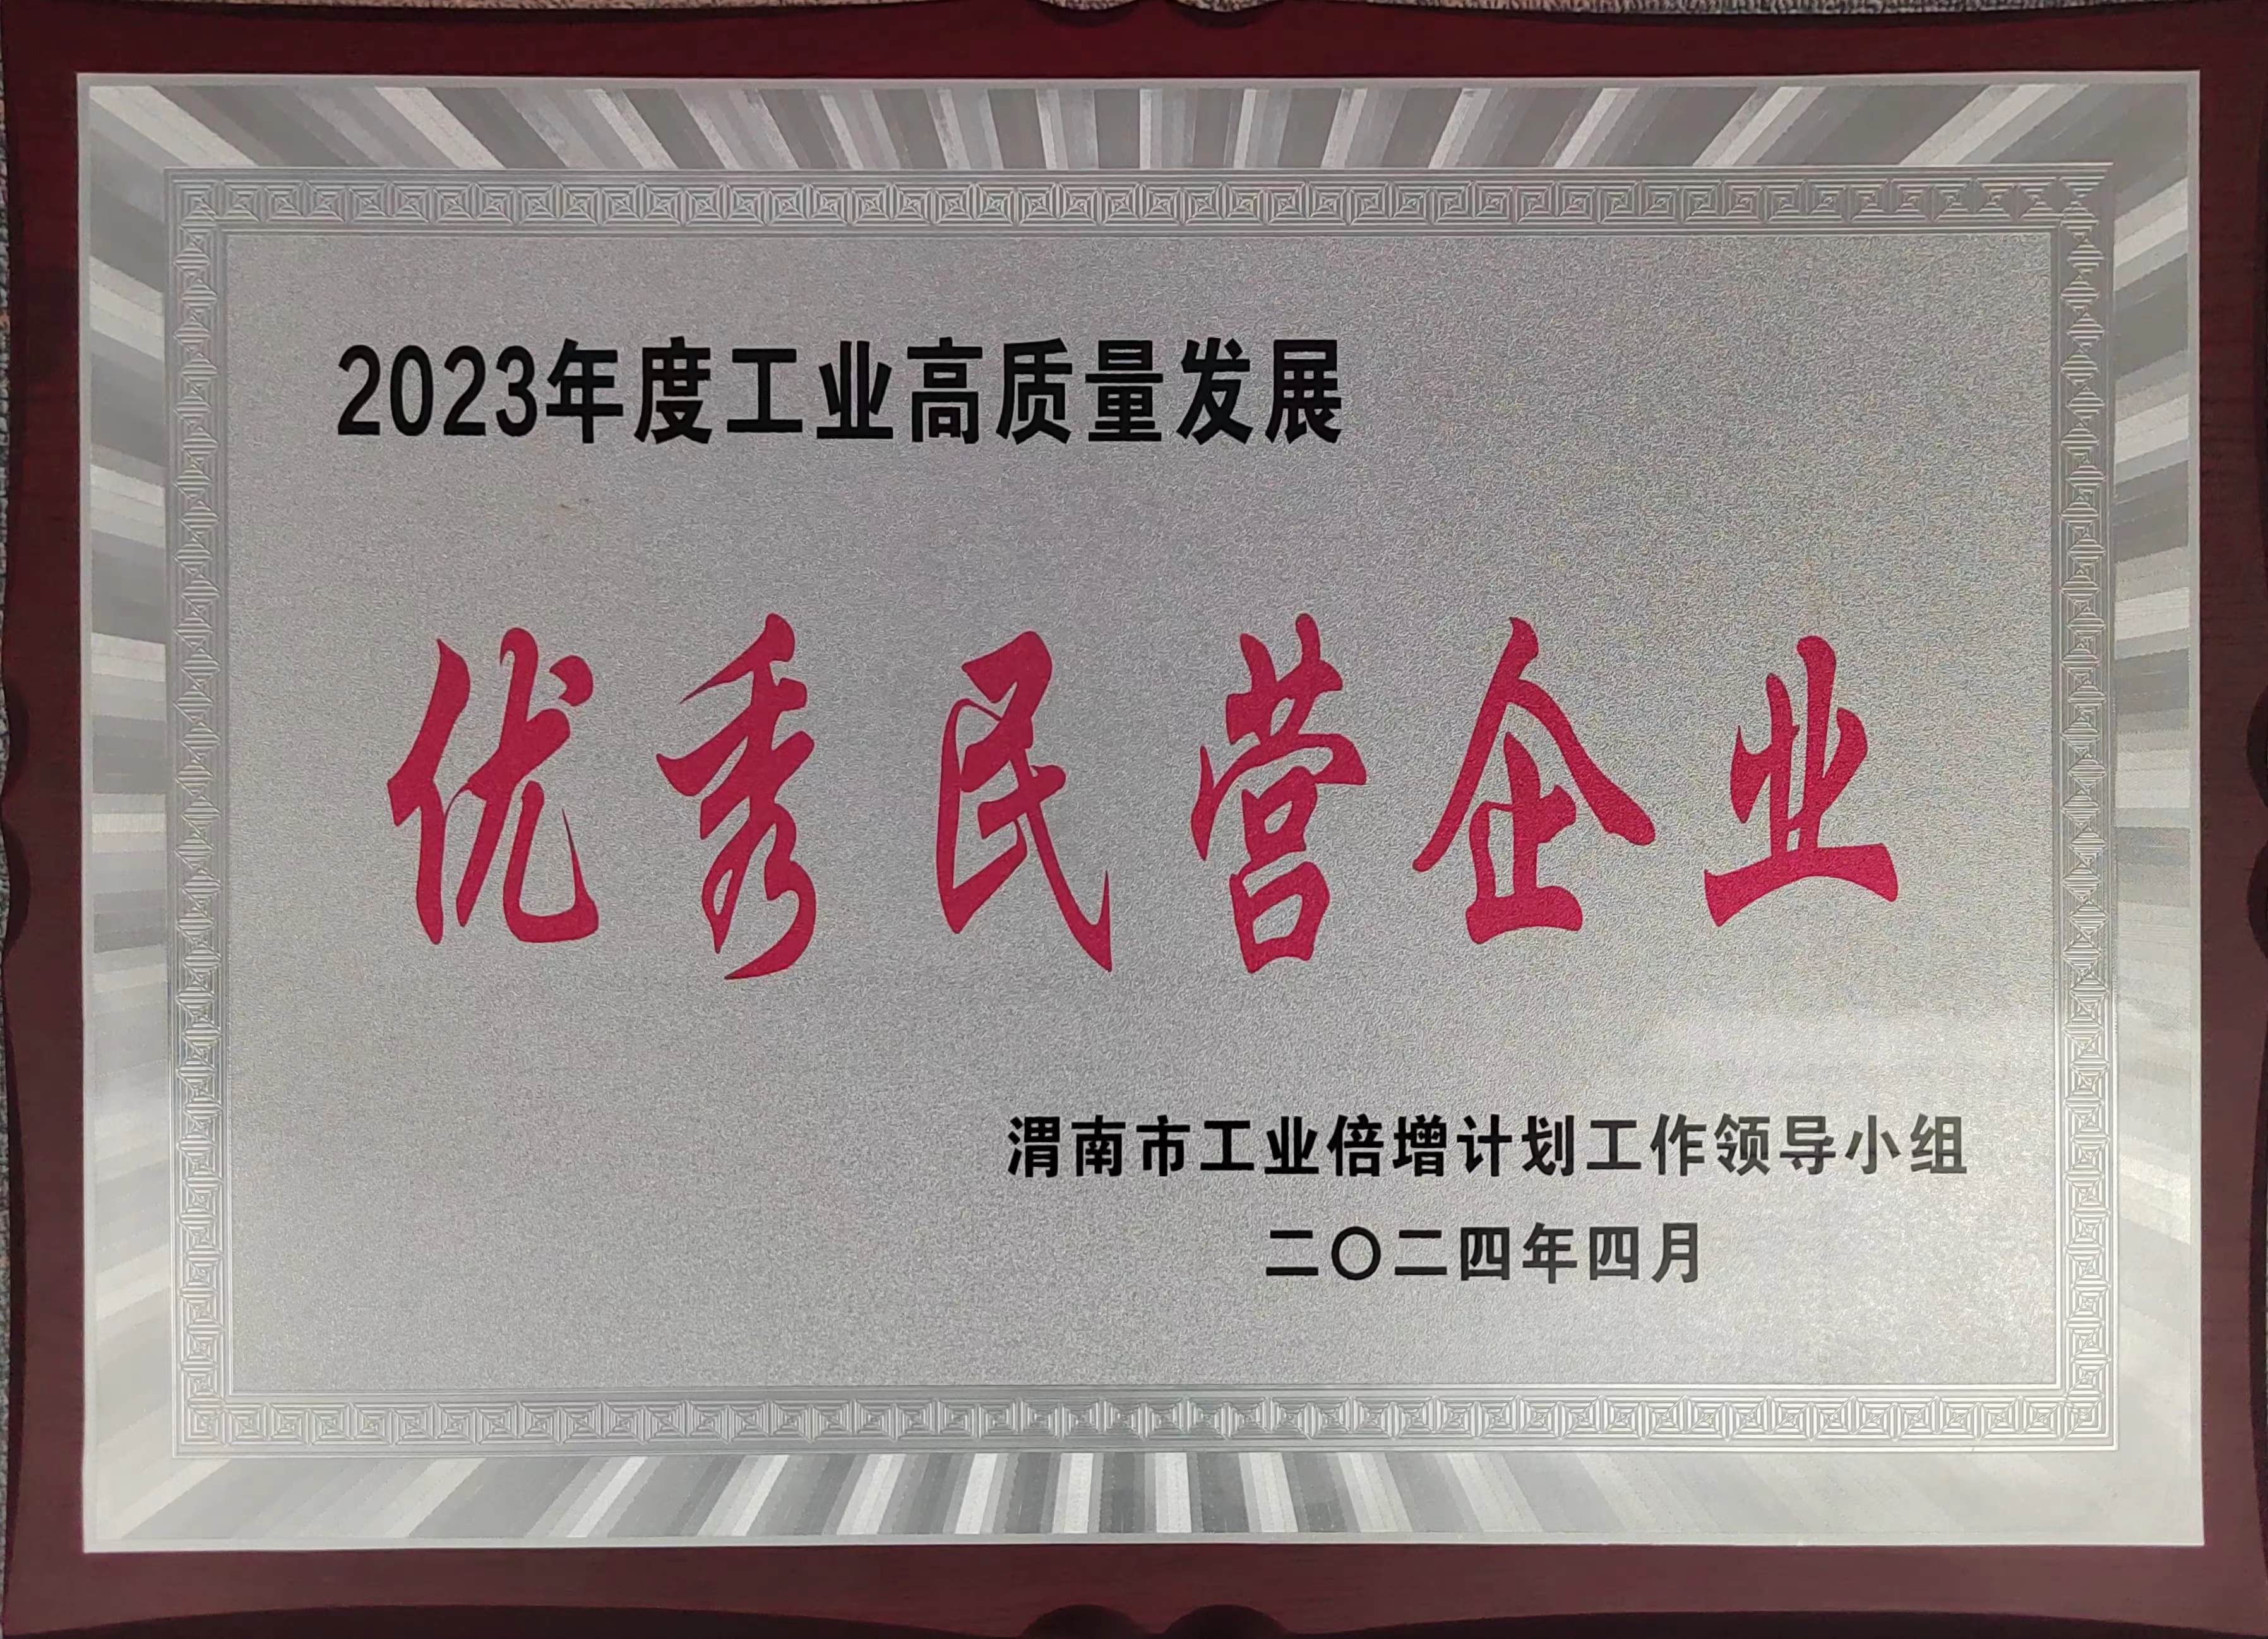 2023年度工业高质量发展
优秀民营企业
渭南市工业倍增计划工作领导小组
二〇二四年四月